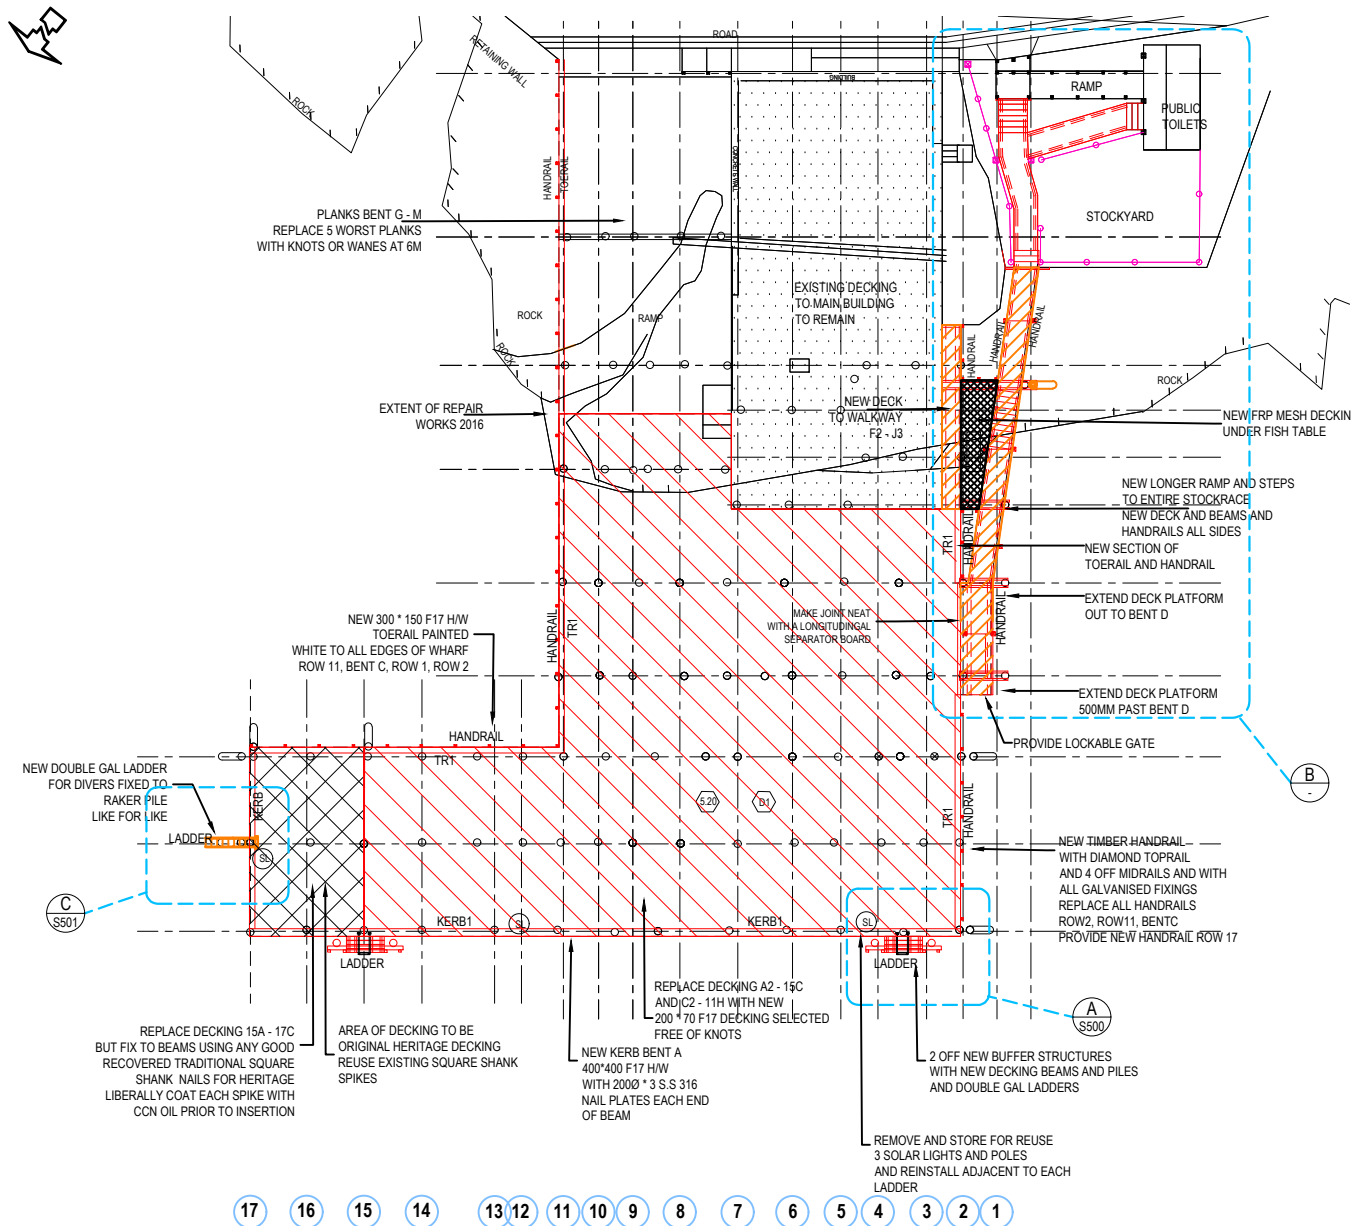 ROAD
RETAINING WALL
ROCK
BUILDING
RAMP
PUBLIC
TOILETS
HANDRAIL
TOERAIL
CONCRETE WALL
PLANKS BENT G - M
REPLACE 5 WORST PLANKS
WITH KNOTS OR WANES AT 6M
STOCKYARD
EXISTING DECKING
TO MAIN BUILDING
TO REMAIN
ROCK
RAMP
ROCK
HANDRAIL
HANDRAIL
HANDRAIL
ROCK
EXTENT OF REPAIR
WORKS 2016
NEW DECK
TO WALKWAY
F2 - J3
NEW FRP MESH DECKIN
UNDER FISH TABLE
NEW LONGER RAMP AND STEPS
TO ENTIRE STOCKRACE
NEW DECK AND BEAMS AND
HANDRAILS ALL SIDES
TR1
HANDRAIL
NEW SECTION OF
TOERAIL AND HANDRAIL
EXTEND DECK PLATFORM
OUT TO BENT D
HANDRAIL
MAKE JOINT NEAT
WITH A LONGITUDINGAL
SEPARATOR BOARD
HANDRAIL
TR1
NEW 300 * 150 F17 H/W
TOERAIL PAINTED
WHITE TO ALL EDGES OF WHARF
ROW 11, BENT C, ROW 1, ROW 2
EXTEND DECK PLATFORM
500MM PAST BENT D
HANDRAIL
TR1
PROVIDE LOCKABLE GATE
B
-
NEW DOUBLE GAL LADDER
FOR DIVERS FIXED TO
RAKER PILE
LIKE FOR LIKE
KERB
LADDER
SL
5.20
D1
TR1
HANDRAIL
NEW TIMBER HANDRAIL
WITH DIAMOND TOPRAIL
AND 4 OFF MIDRAILS AND WITH
ALL GALVANISED FIXINGS
REPLACE ALL HANDRAILS
ROW2, ROW11, BENTC
PROVIDE NEW HANDRAIL ROW 17
C
S501
KERB1
SL
KERB1
SL
LADDER
LADDER
REPLACE DECKING A2 - 15C
AND C2 - 11H WITH NEW
200 * 70 F17 DECKING SELECTED
FREE OF KNOTS
A
S500
REPLACE DECKING 15A - 17C
BUT FIX TO BEAMS USING ANY GOOD
RECOVERED TRADITIONAL SQUARE
SHANK NAILS FOR HERITAGE
LIBERALLY COAT EACH SPIKE WITH
CCN OIL PRIOR TO INSERTION
AREA OF DECKING TO BE
ORIGINAL HERITAGE DECKING
REUSE EXISTING SQUARE SHANK
SPIKES
NEW KERB BENT A
400*400 F17 H/W
WITH 200Ø * 3 S.S 316
NAIL PLATES EACH END
OF BEAM
2 OFF NEW BUFFER STRUCTURES
WITH NEW DECKING BEAMS AND PILES
AND DOUBLE GAL LADDERS
REMOVE AND STORE FOR REUSE
3 SOLAR LIGHTS AND POLES
AND REINSTALL ADJACENT TO EACH
LADDER
17 16 15 14 13 12 11 10 9 8 7 6 5 4 3 2 1